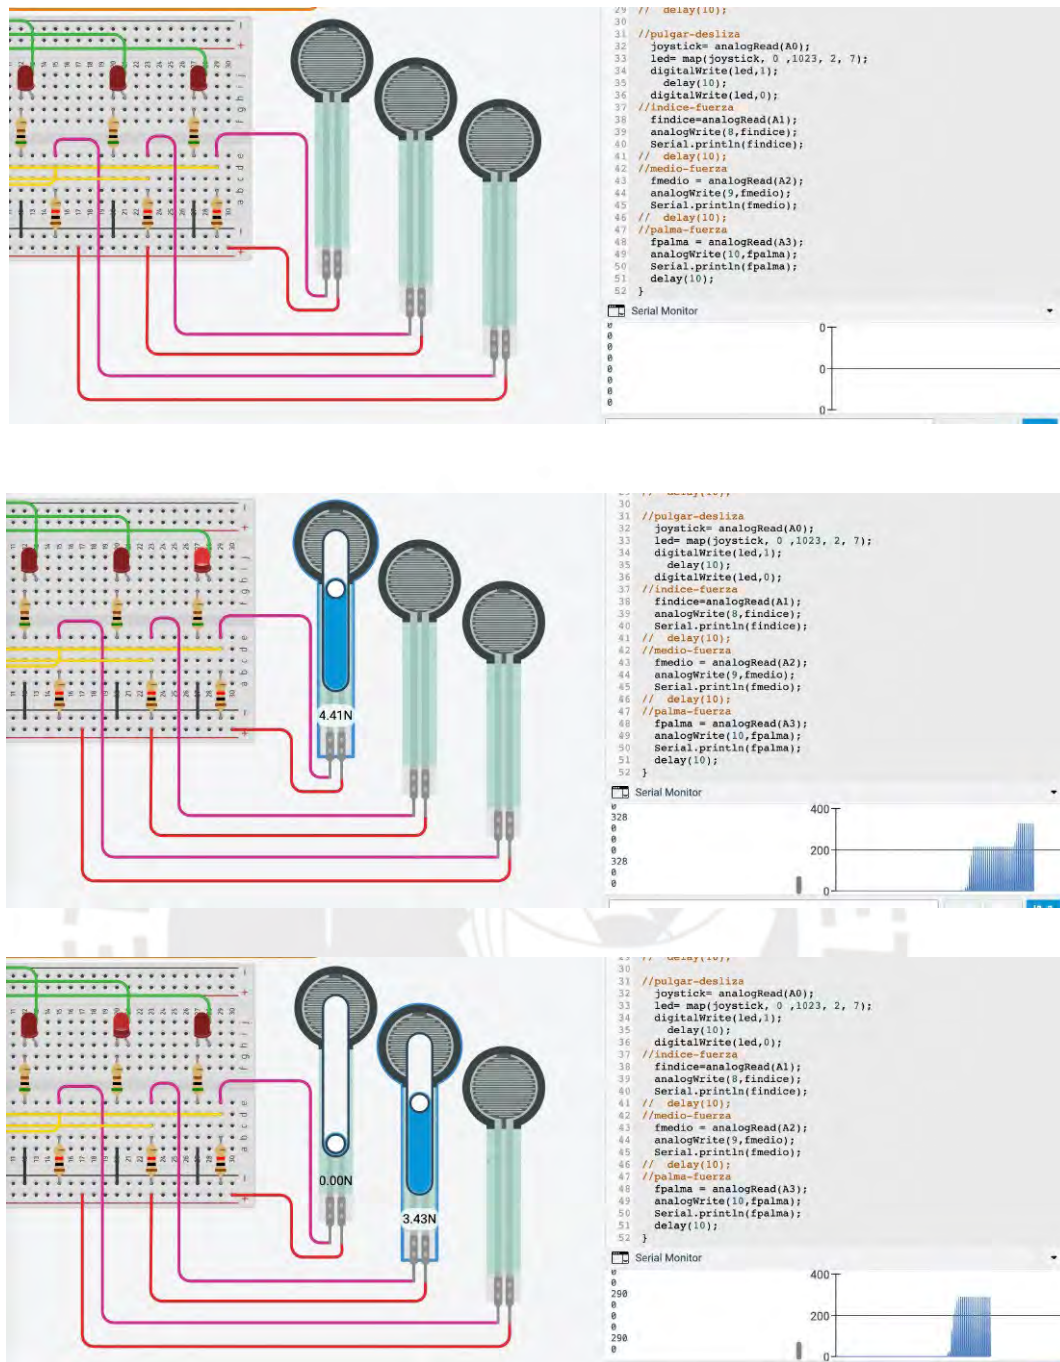 29 // delay(10);
30
31 //pulgar-desliza
32 joystick= analogRead(A0);
33 led= map(joystick, 0 ,1023, 2, 7);
34 digitalWrite(led,1);
35 delay(10);
36 digitalWrite(led,0);
37 //indice-fuerza
38 findice=analogRead(A1);
39 analogWrite(8,findice);
40 Serial.println(findice);
41 // delay(10);
42 //medio-fuerza
43 fmedio = analogRead(A2);
44 analogWrite(9,fmedio);
45 Serial.println(fmedio);
46 // delay(10);
47 //palma-fuerza
48 fpalma = analogRead(A3);
49 analogWrite(10,fpalma);
50 Serial.println(fpalma);
51 delay(10);
52 }
Serial Monitor
0
0
0
0
0
0
0
0
0
0
30
31 //pulgar-desliza
32 joystick= analogRead(A0);
33 led= map(joystick, 0 ,1023, 2, 7);
34 digitalWrite(led,1);
35 delay(10);
36 digitalWrite(led,0);
37 //indice-fuerza
38 findice=analogRead(A1);
39 analogWrite(8,findice);
40 Serial.println(findice);
41 // delay(10);
42 //medio-fuerza
43 fmedio = analogRead(A2);
44 analogWrite(9,fmedio);
45 Serial.println(fmedio);
46 // delay(10);
47 //palma-fuerza
48 fpalma = analogRead(A3);
49 analogWrite(10,fpalma);
50 Serial.println(fpalma);
51 delay(10);
52 }
4.41N
Serial Monitor
0
328
0
0
0
328
0
0
400
200
0
30
31 //pulgar-desliza
32 joystick= analogRead(A0);
33 led= map(joystick, 0 ,1023, 2, 7);
34 digitalWrite(led,1);
35 delay(10);
36 digitalWrite(led,0);
37 //indice-fuerza
38 findice=analogRead(A1);
39 analogWrite(8,findice);
40 Serial.println(findice);
41 // delay(10);
42 //medio-fuerza
43 fmedio = analogRead(A2);
44 analogWrite(9,fmedio);
45 Serial.println(fmedio);
46 // delay(10);
47 //palma-fuerza
48 fpalma = analogRead(A3);
49 analogWrite(10,fpalma);
50 Serial.println(fpalma);
51 delay(10);
52 }
0.00N
3.43N
Serial Monitor
0
0
290
0
0
0
290
0
400
200
0